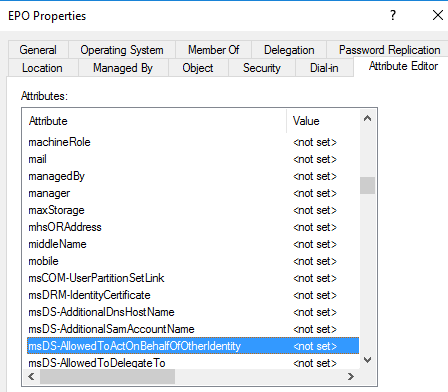 EPO Properties
? X
General Operating System Member Of Delegation Password Replication
Location Managed By Object Security Dial-in Attribute Editor
Attributes:
Attribute Value
machineRole <not set>
mail <not set>
managedBy <not set>
manager <not set>
maxStorage <not set>
mhsORAddress <not set>
middleName <not set>
mobile <not set>
msCOM-UserPartitionSetLink <not set>
msDRM-IdentityCertificate <not set>
msDS-AdditionalDnsHostName <not set>
msDS-AdditionalSamAccountName <not set>
msDS-AllowedToActOnBehalfOfOtherIdentity <not set>
msDS-AllowedToDelegateTo <not set>